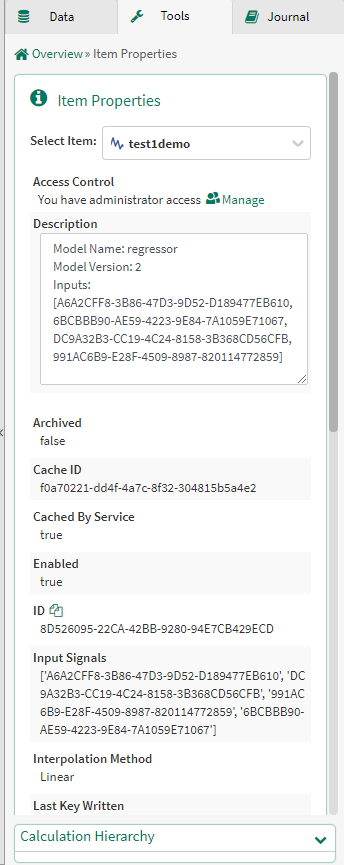 Data Tools Journal
Overview » Item Properties
Item Properties
Select Item: test1demo
Access Control
You have administrator access Manage
Description
Model Name: regressor
Model Version: 2
Inputs:
[A6A2CFF8-3B86-47D3-9D52-D189477EB610,
6BCBBB90-AE59-4223-9E84-7A1059E71067,
DC9A32B3-CC19-4C24-8158-3B368CD56CFB,
991AC6B9-E28F-4509-8987-820114772859]
Archived
false
Cache ID
f0a70221-dd4f-4a7c-8f32-304815b5a4e2
Cached By Service
true
Enabled
true
ID
8D526095-22CA-42BB-9280-94E7CB429ECD
Input Signals
['A6A2CFF8-3B86-47D3-9D52-D189477EB610', 'DC
9A32B3-CC19-4C24-8158-3B368CD56CFB', '991AC
6B9-E28F-4509-8987-820114772859', '6BCBBB90-
AE59-4223-9E84-7A1059E71067']
Interpolation Method
Linear
Last Key Written
Calculation Hierarchy